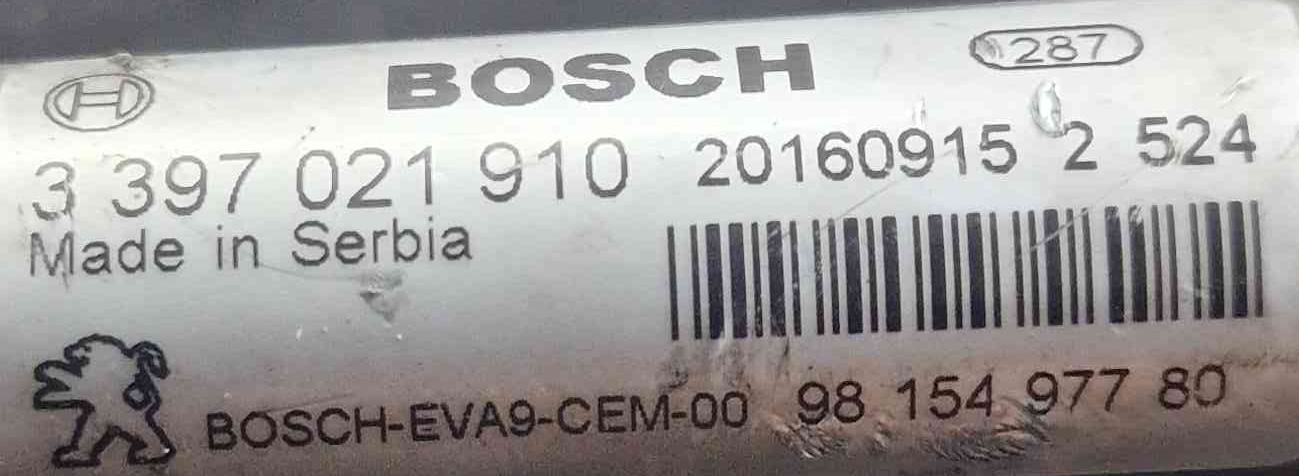 BOSCH 287
3 397 021 910 20160915 2 524
Made in Serbia
BOSCH-EVA9-CEM-00 98 154 977 80